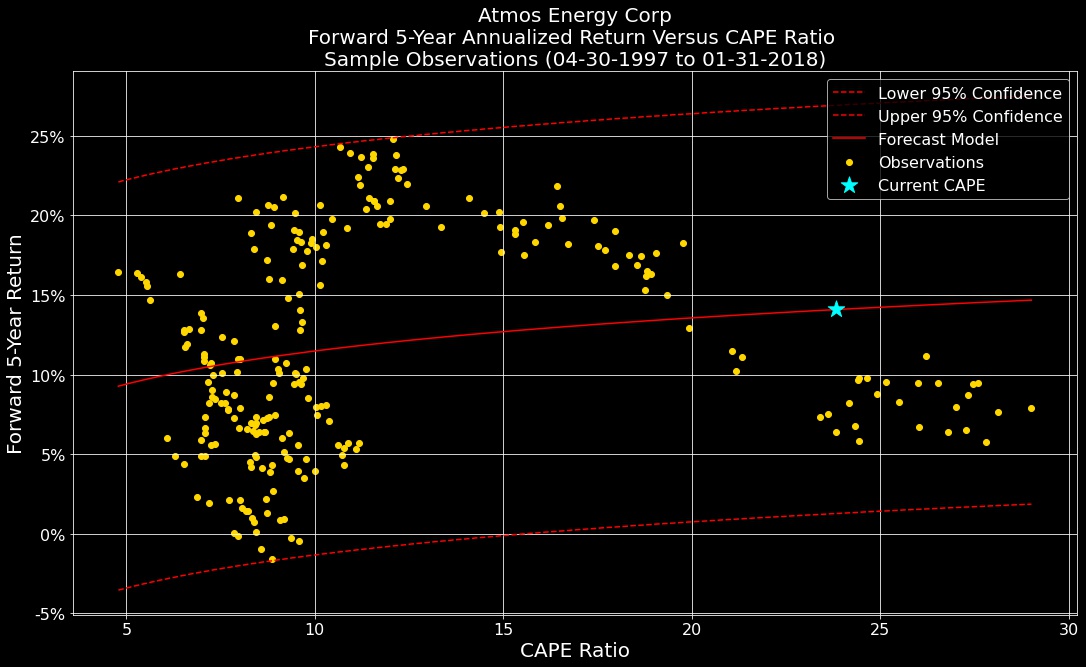 Atmos Energy Corp
Forward 5-Year Annualized Return Versus CAPE Ratio
Sample Observations (04-30-1997 to 01-31-2018)
Lower 95% Confidence
Upper 95% Confidence
Forecast Model
Observations
Current CAPE
Forward 5-Year Return
25%
20%
15%
10%
5%
0%
-5%
5
10
15
20
25
30
CAPE Ratio